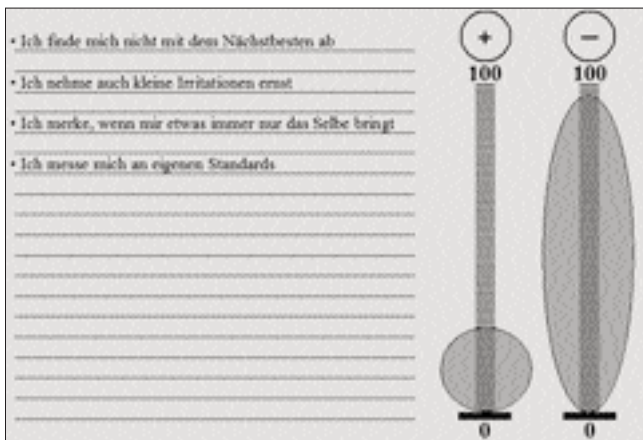 • Ich finde mich nicht mit dem Nächstbesten ab
• Ich nehme auch kleine Irritationen ernst
• Ich merke, wenn mir etwas immer nur das Selbe bringt
• Ich messe mich an eigenen Standards
+ −
100 100
0 0